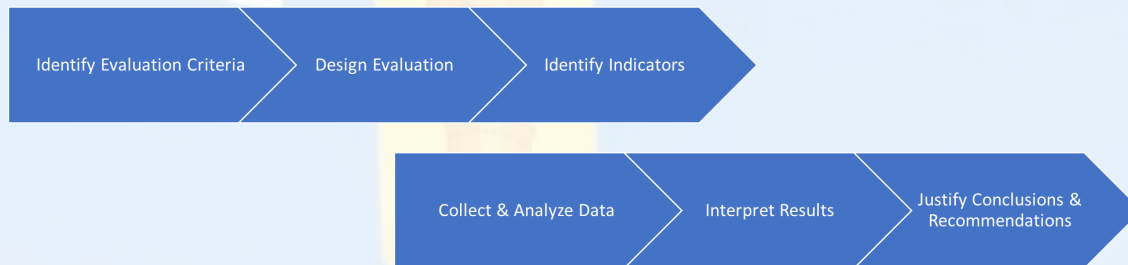 Identify Evaluation Criteria
Design Evaluation
Identify Indicators
Collect & Analyze Data
Interpret Results
Justify Conclusions &
Recommendations